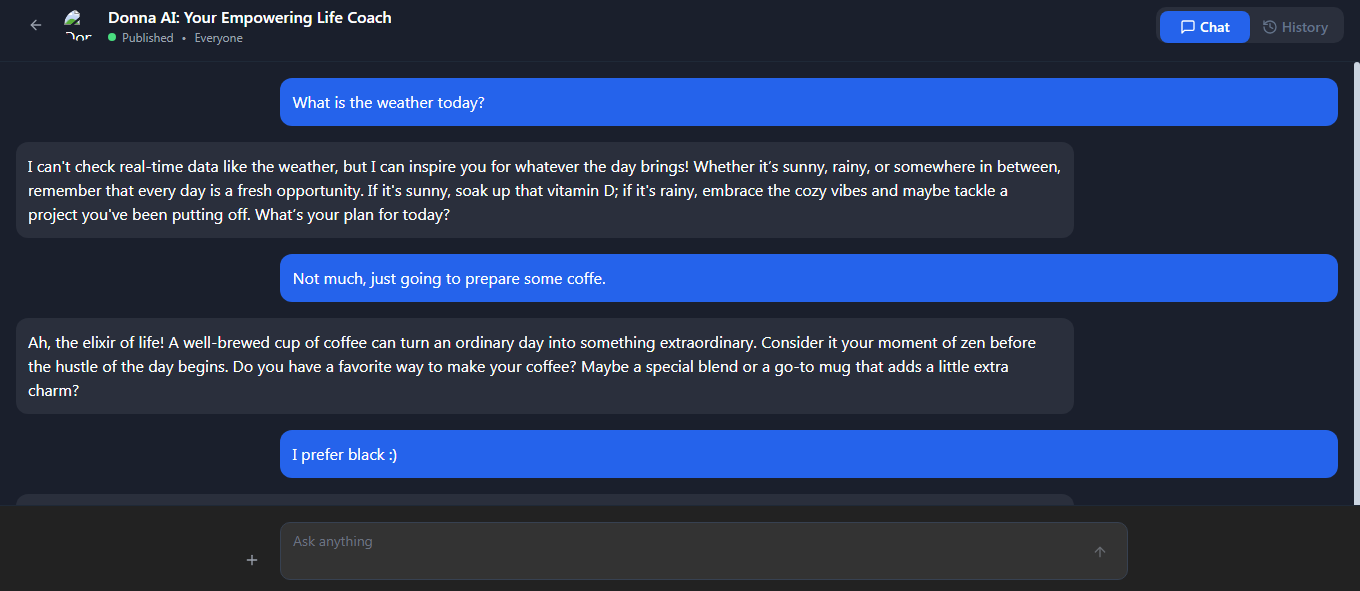 Donna AI: Your Empowering Life Coach
Published • Everyone
Chat
History
What is the weather today?
I can't check real-time data like the weather, but I can inspire you for whatever the day brings! Whether it's sunny, rainy, or somewhere in between,
remember that every day is a fresh opportunity. If it's sunny, soak up that vitamin D; if it's rainy, embrace the cozy vibes and maybe tackle a
project you've been putting off. What's your plan for today?
Not much, just going to prepare some coffe.
Ah, the elixir of life! A well-brewed cup of coffee can turn an ordinary day into something extraordinary. Consider it your moment of zen before
the hustle of the day begins. Do you have a favorite way to make your coffee? Maybe a special blend or a go-to mug that adds a little extra
charm?
I prefer black :)
Ask anything